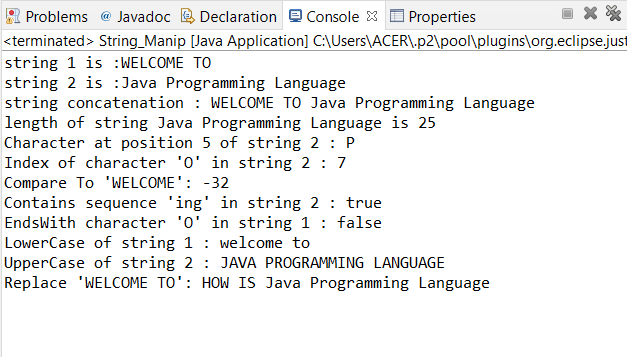 Problems @ Javadoc Declaration Console Properties
<terminated> String_Manip [Java Application] C:\Users\ACER\.p2\pool\plugins\org.eclipse.just
string 1 is :WELCOME TO
string 2 is :Java Programming Language
string concatenation : WELCOME TO Java Programming Language
length of string Java Programming Language is 25
Character at position 5 of string 2 : P
Index of character 'O' in string 2 : 7
Compare To 'WELCOME': -32
Contains sequence 'ing' in string 2 : true
EndsWith character 'O' in string 1 : false
LowerCase of string 1 : welcome to
UpperCase of string 2 : JAVA PROGRAMMING LANGUAGE
Replace 'WELCOME TO': HOW IS Java Programming Language